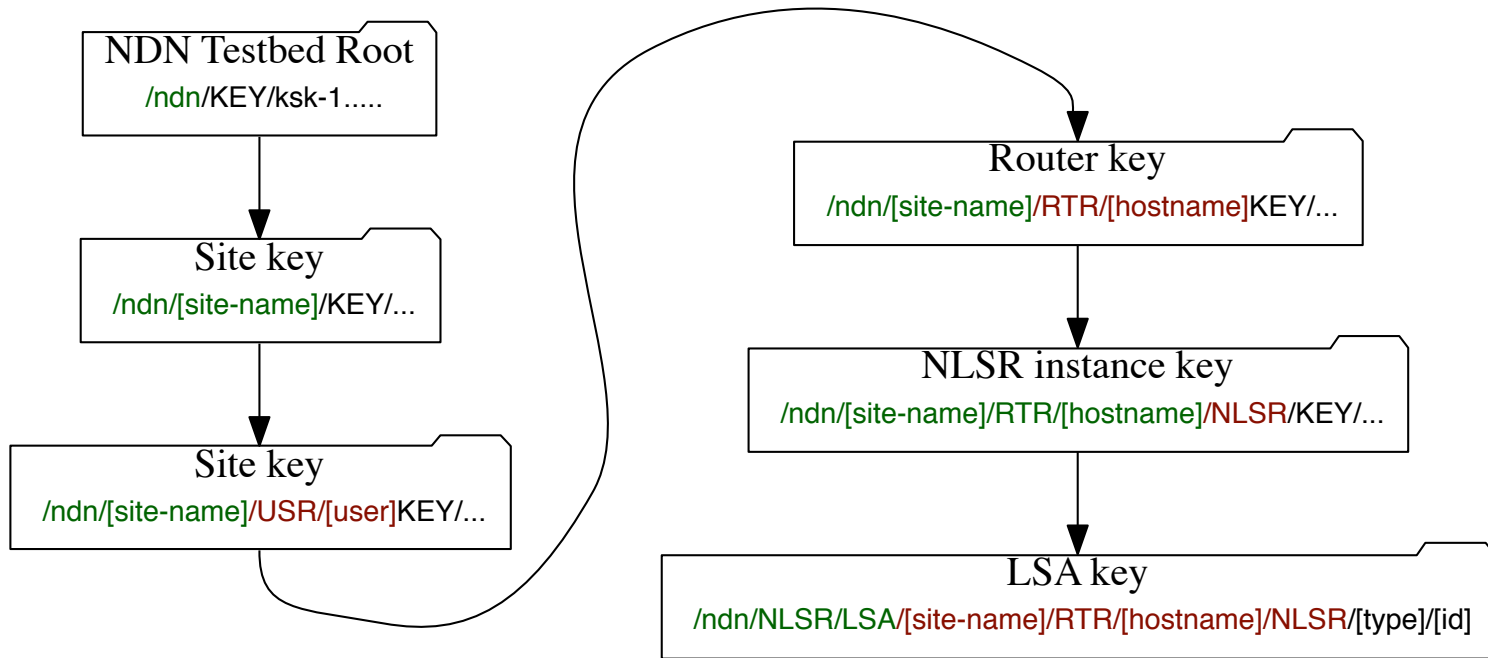 NDN Testbed Root
/ndn/KEY/ksk-1.....
Site key
/ndn/[site-name]/KEY/...
Site key
/ndn/[site-name]/USR/[user]KEY/...
Router key
/ndn/[site-name]/RTR/[hostname]KEY/...
NLSR instance key
/ndn/[site-name]/RTR/[hostname]/NLSR/KEY/...
LSA key
/ndn/NLSR/LSA/[site-name]/RTR/[hostname]/NLSR/[type]/[id]